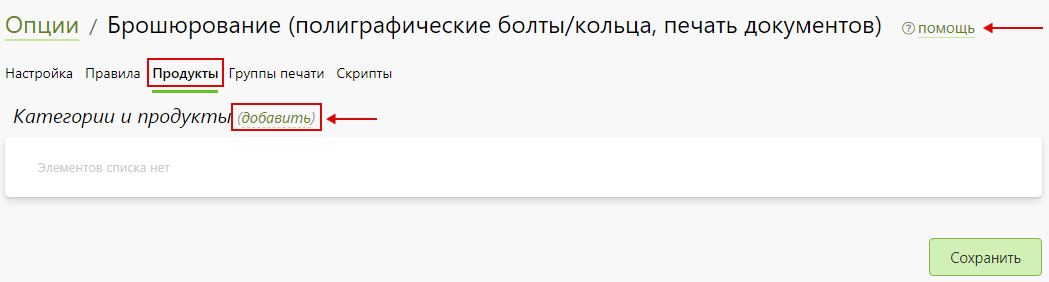 Опции / Брошюрование (полиграфические болты/кольца, печать документов) ? помощь
Настройка Правила Продукты Группы печати Скрипты
Категории и продукты (добавить)
Элементов списка нет
Сохранить